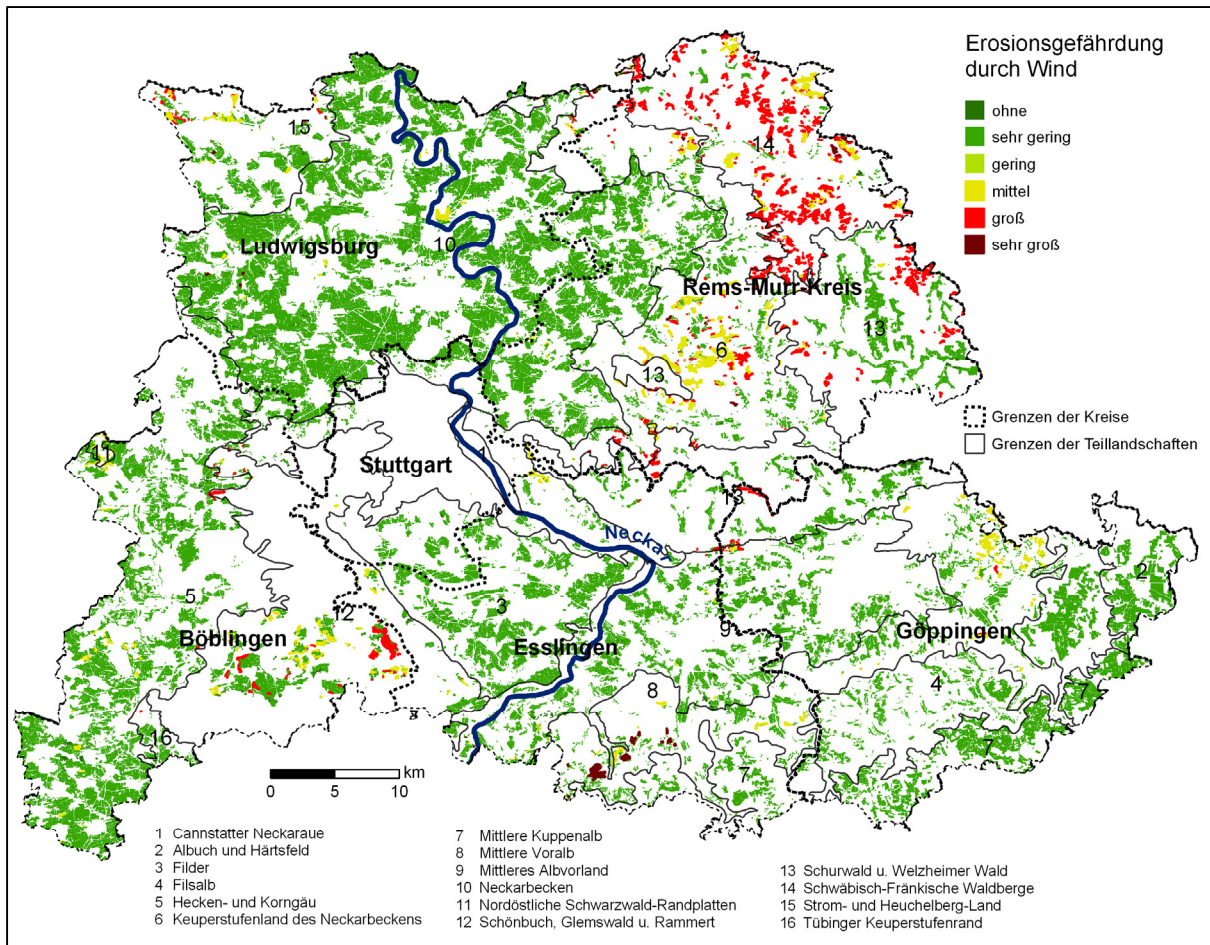 Erosionsgefährdung
durch Wind
ohne
sehr gering
gering
mittel
groß
sehr groß
15
14
Ludwigsburg
10
Rems-Murr-Kreis
13
6
13
Grenzen der Kreise
Grenzen der Teillandschaften
11
Stuttgart
1
13
Neckar
2
5
12
3
Böblingen
Esslingen
9
Göppingen
8
4
7
16
7
7
km
0 5 10
1 Cannstatter Neckaraue
2 Albuch und Härtsfeld
3 Filder
4 Filsalb
5 Hecken- und Korngäu
6 Keuperstufenland des Neckarbeckens
7 Mittlere Kuppenalb
8 Mittlere Voralb
9 Mittleres Albvorland
10 Neckarbecken
11 Nordöstliche Schwarzwald-Randplatten
12 Schönbuch, Glemswald u. Rammert
13 Schurwald u. Welzheimer Wald
14 Schwäbisch-Fränkische Waldberge
15 Strom- und Heuchelberg-Land
16 Tübinger Keuperstufenrand